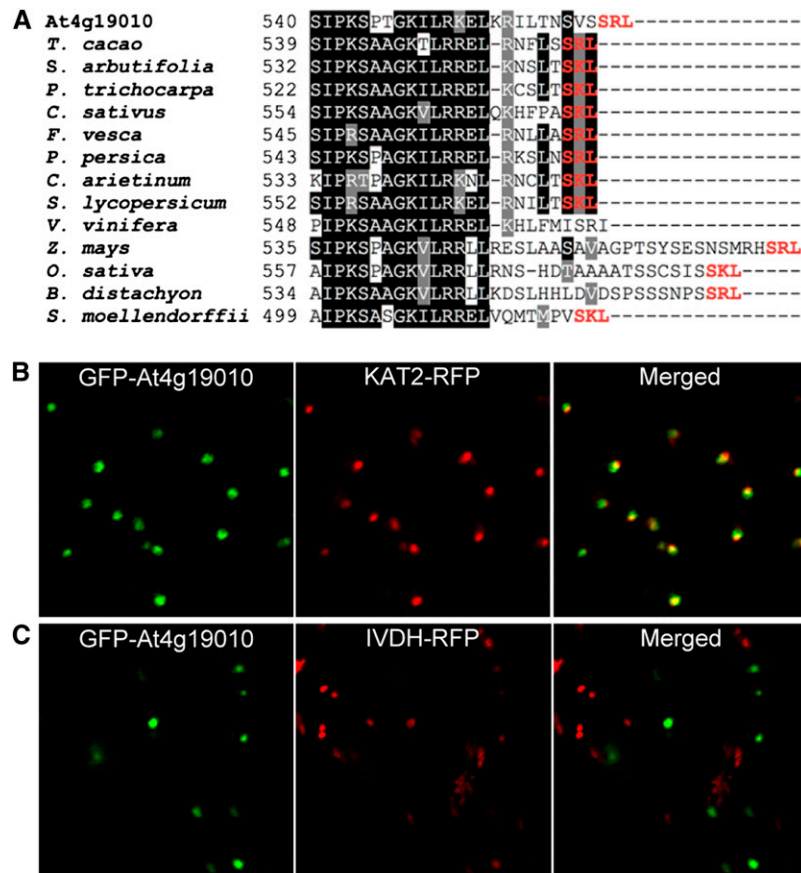 A
At4g19010 540 SIPKSPTGKILRKELKRILTNSVSSRL--------------
T. cacao 539 SIPKSAAGKTLRREL-RNFLSSRL-----------------
S. arbutifolia 532 SIPKSAAGKILRREL-KNSLTSKL-----------------
P. trichocarpa 522 SIPKSAAGKILRREL-KCSLTSKL-----------------
C. sativus 554 SIPKSAAGKVLRRELQKHFPASKL-----------------
F. vesca 545 SIPRSAAGKILRREL-RNLLASRL-----------------
P. persica 543 SIPKSPAGKILRREL-RKSLNSRL-----------------
C. arietinum 533 KIPRTPAGKILRKNL-RNCLTSKL-----------------
S. lycopersicum 552 SIPRSAAGKILRREL-RNILTSKL-----------------
V. vinifera 548 PIPKSAAGKILRREL-KHLFMISRI----------------
Z. mays 535 SIPKSPAGKVLRRLLRESLAASAVAGPTSYSESNSMRHSRL
O. sativa 557 AIPKSPAGKVLRRLLRNS-HDTAAAATSSCSISSKL-----
B. distachyon 534 AIPKSAAGKVLRRLLKDSLHHLDVDSPSSSNPSSRL-----
S. moellendorffii 499 AIPKSASGKILRRELVQMTMPVSKL----------------
B
GFP-At4g19010 KAT2-RFP Merged
C
GFP-At4g19010 IVDH-RFP Merged